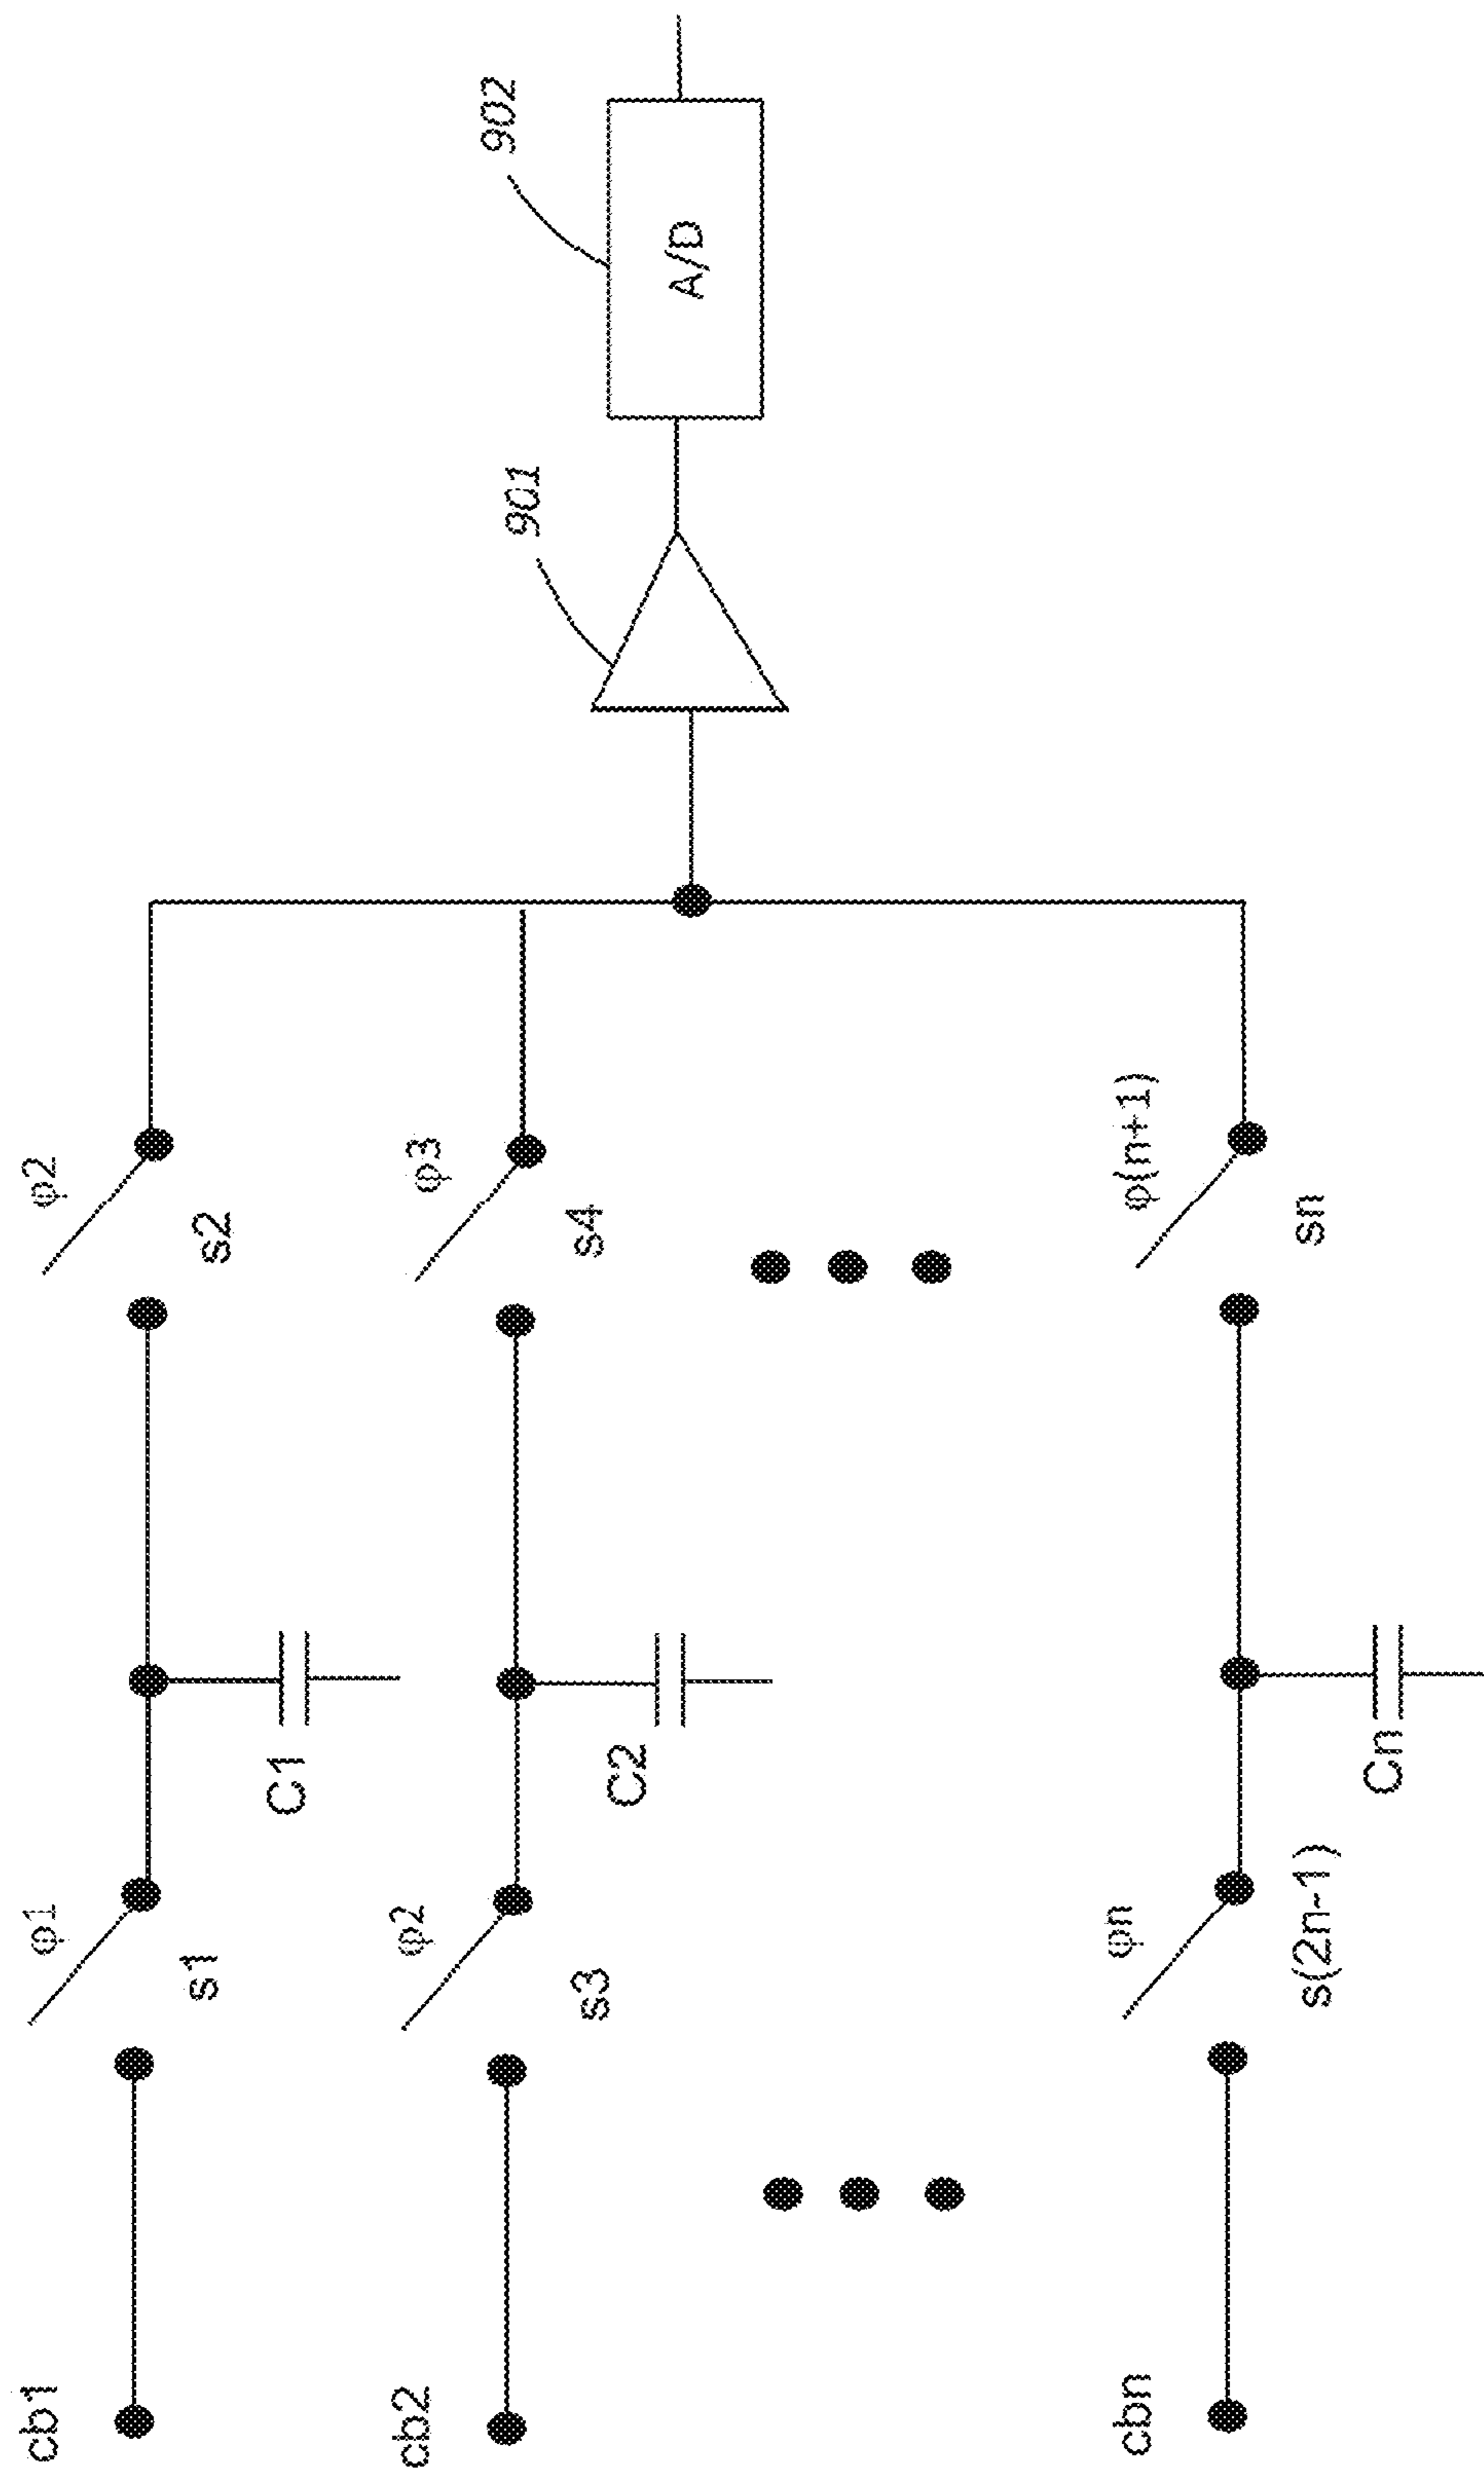 cb1
φ1
s1
C1
φ2
s2
cb2
φ2
s3
C2
φ3
s4
901
902
A/D
cbn
φn
s(2n-1)
Cn
φ(n+1)
sn